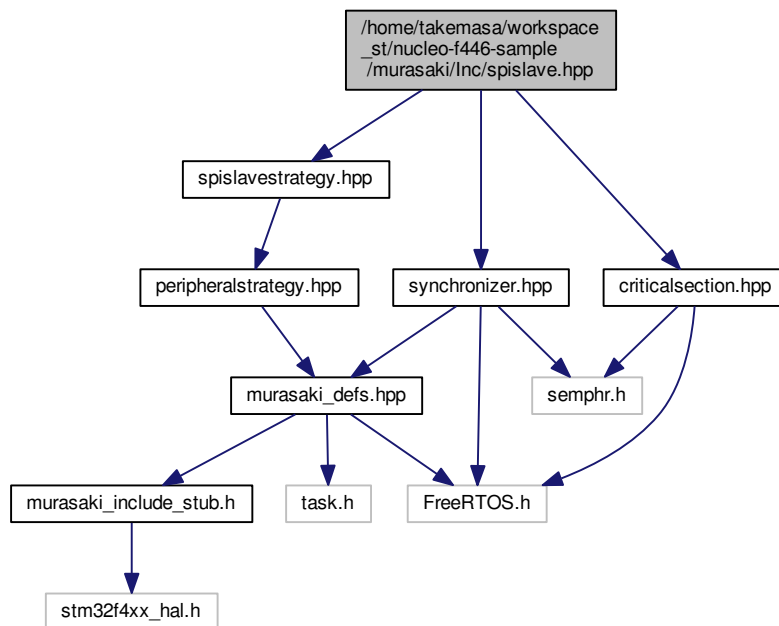 /home/takemasa/workspace
_st/nucleo-f446-sample
/murasaki/Inc/spislave.hpp
spislavestrategy.hpp
peripheralstrategy.hpp
synchronizer.hpp
criticalsection.hpp
murasaki_defs.hpp
semphr.h
murasaki_include_stub.h
task.h
FreeRTOS.h
stm32f4xx_hal.h